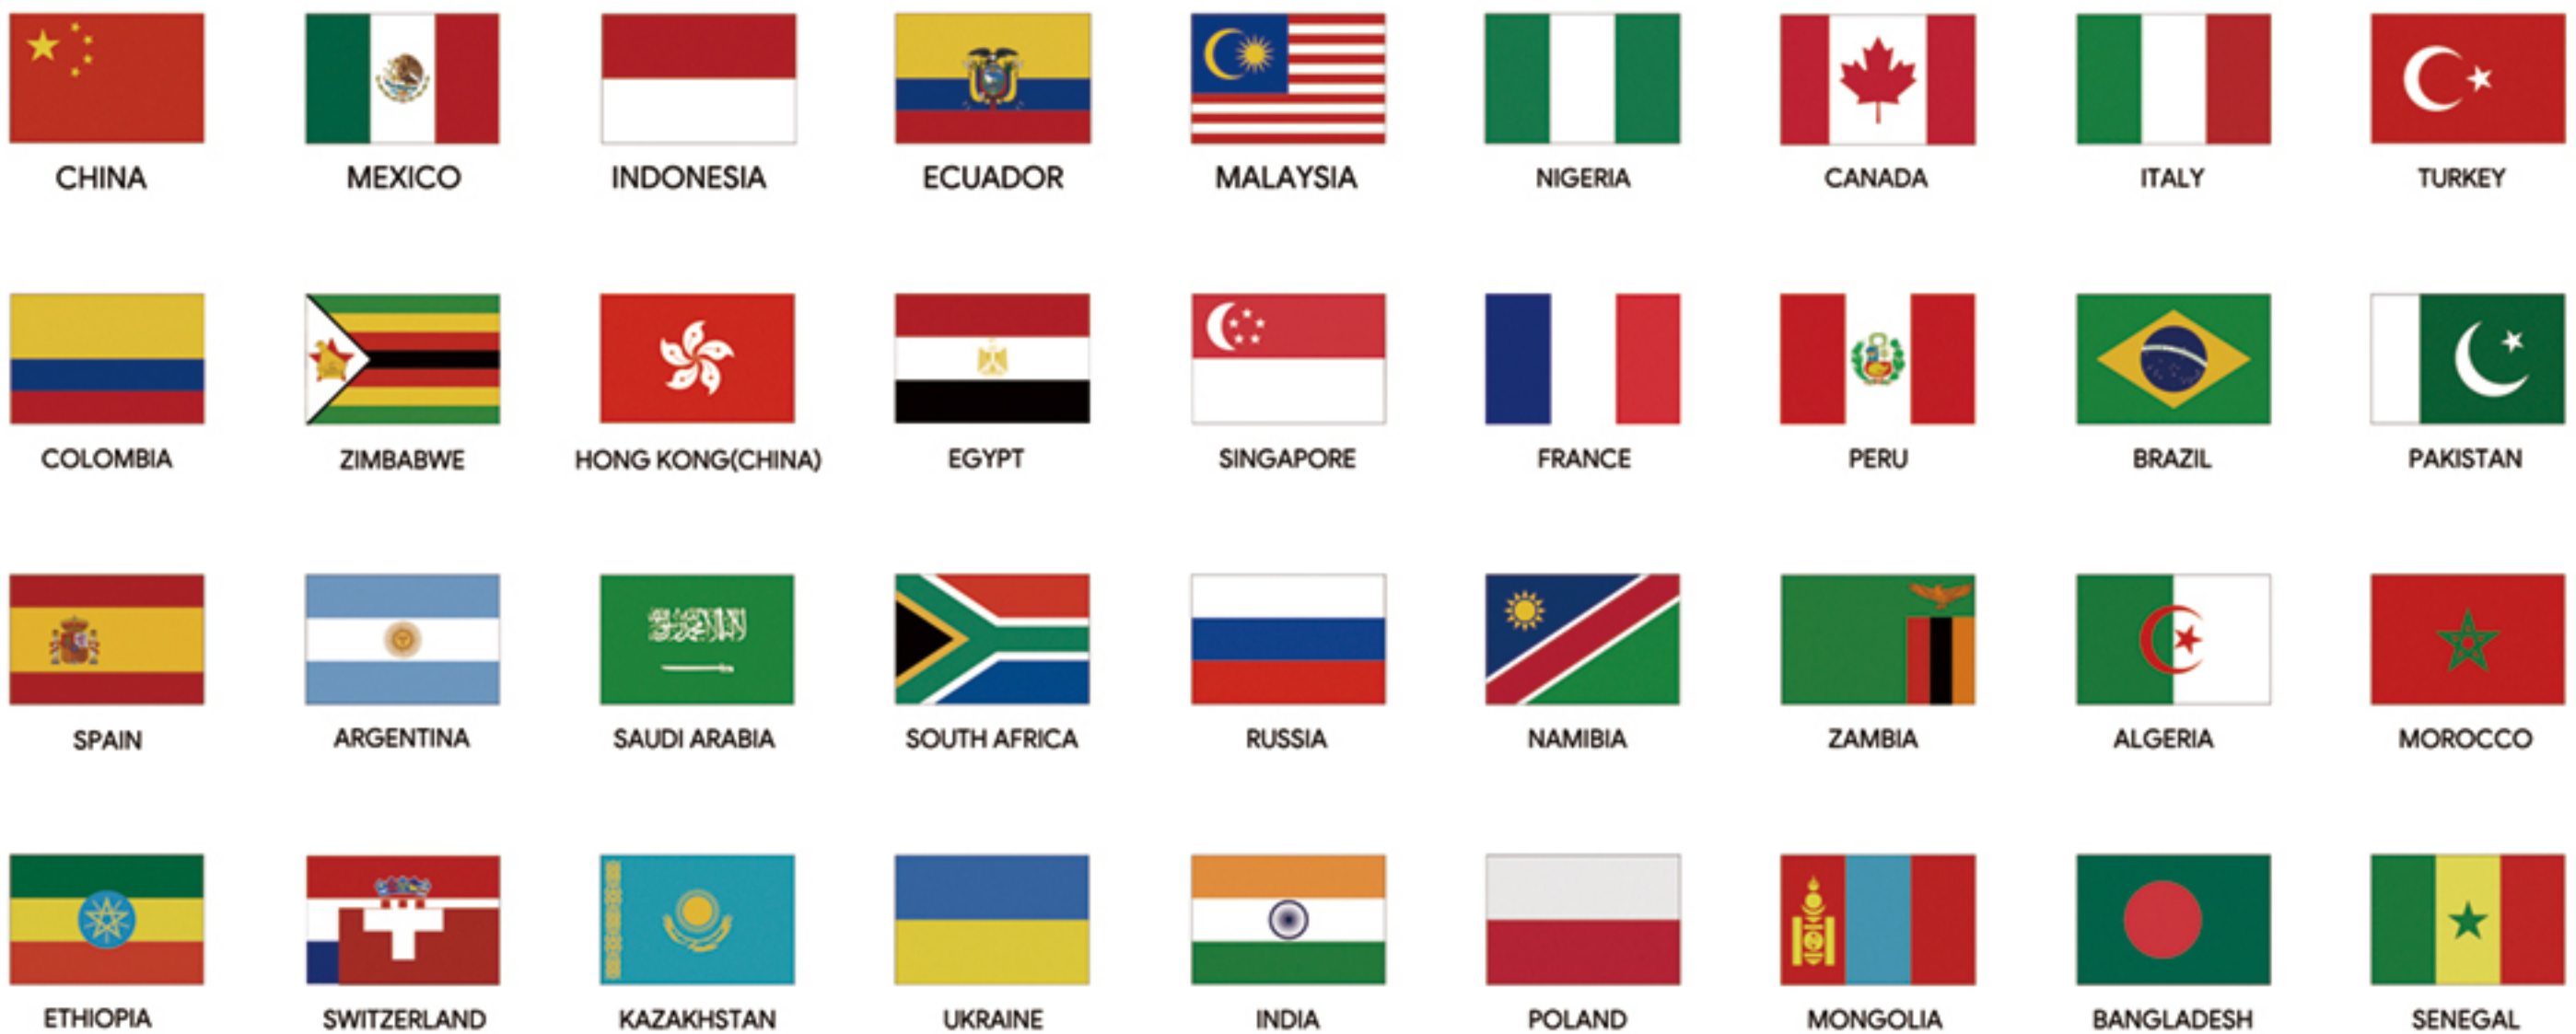 CHINA
MEXICO
INDONESIA
ECUADOR
MALAYSIA
NIGERIA
CANADA
ITALY
TURKEY
COLOMBIA
ZIMBABWE
HONG KONG(CHINA)
EGYPT
SINGAPORE
FRANCE
PERU
BRAZIL
PAKISTAN
SPAIN
ARGENTINA
SAUDI ARABIA
SOUTH AFRICA
RUSSIA
NAMIBIA
ZAMBIA
ALGERIA
MOROCCO
ETHIOPIA
SWITZERLAND
KAZAKHSTAN
UKRAINE
INDIA
POLAND
MONGOLIA
BANGLADESH
SENEGAL